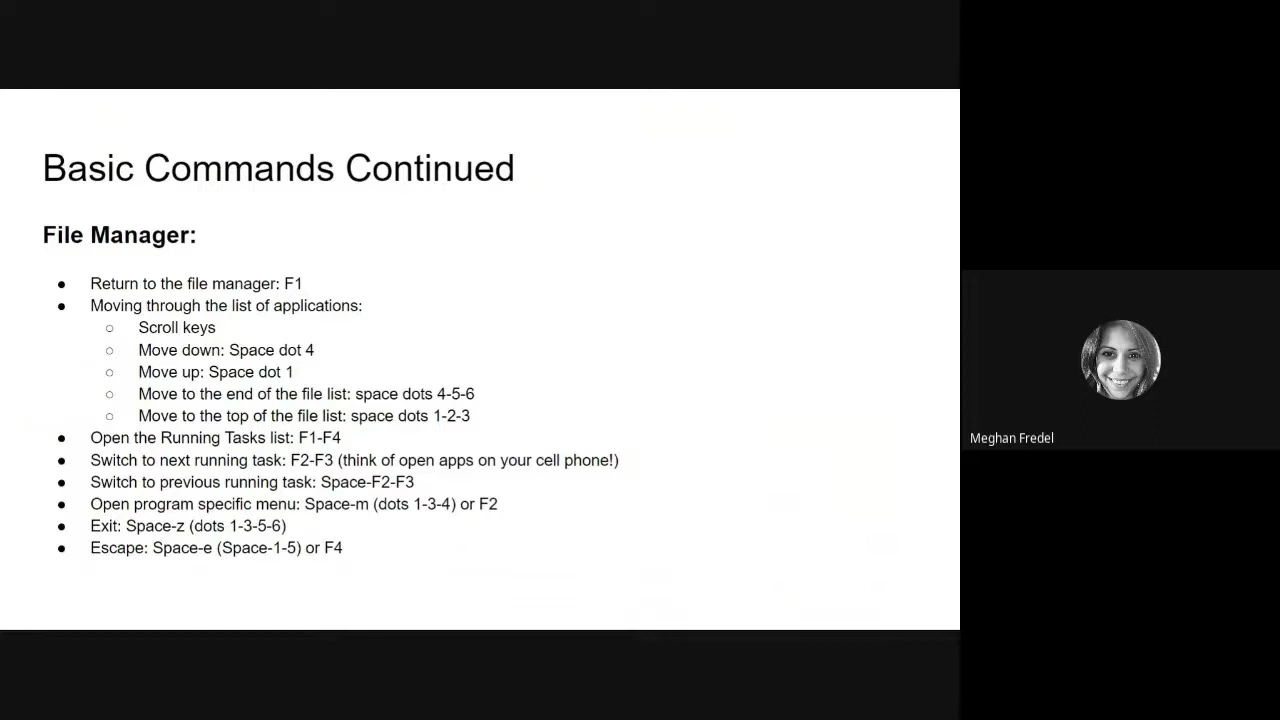 Basic Commands Continued
File Manager:
● Return to the file manager: F1
● Moving through the list of applications:
○ Scroll keys
○ Move down: Space dot 4
○ Move up: Space dot 1
○ Move to the end of the file list: space dots 4-5-6
○ Move to the top of the file list: space dots 1-2-3
● Open the Running Tasks list: F1-F4
● Switch to next running task: F2-F3 (think of open apps on your cell phone!)
● Switch to previous running task: Space-F2-F3
● Open program specific menu: Space-m (dots 1-3-4) or F2
● Exit: Space-z (dots 1-3-5-6)
● Escape: Space-e (Space-1-5) or F4
Meghan Fredel